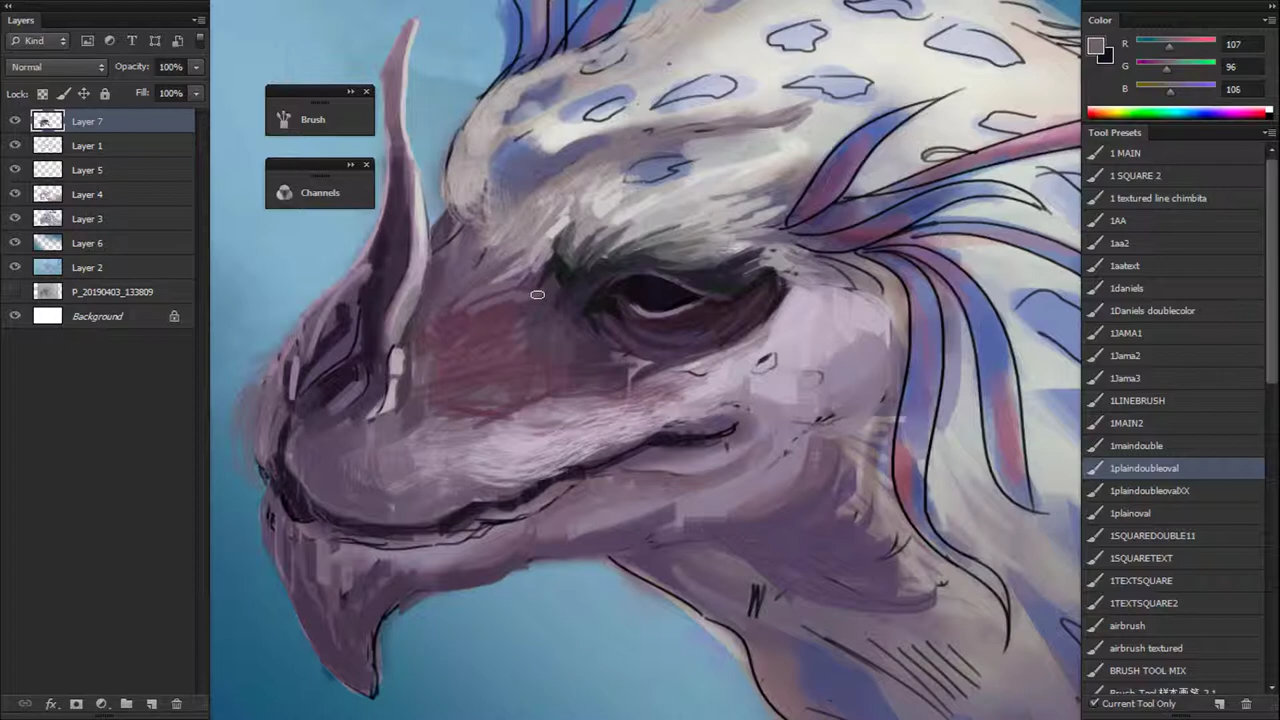 Layers
Kind
Normal
Opacity: 100%
Lock:
Fill: 100%
Layer 7
Layer 1
Layer 5
Layer 4
Layer 3
Layer 6
Layer 2
P_20190403_133809
Background
Brush
Channels
Color
R 107
G 96
B 106
Tool Presets
1 MAIN
1 SQUARE 2
1 textured line chimbita
1AA
1aa2
1aatext
1daniels
1Daniels doublecolor
1JAMA1
1Jama2
1Jama3
1LINEBRUSH
1MAIN2
1maindouble
1plaindoubleoval
1plaindoubleovalXX
1plainoval
1SQUAREDOUBLE11
1SQUARETEXT
1TEXTSQUARE
1TEXTSQUARE2
airbrush
airbrush textured
BRUSH TOOL MIX
Brush Tool
Current Tool Only